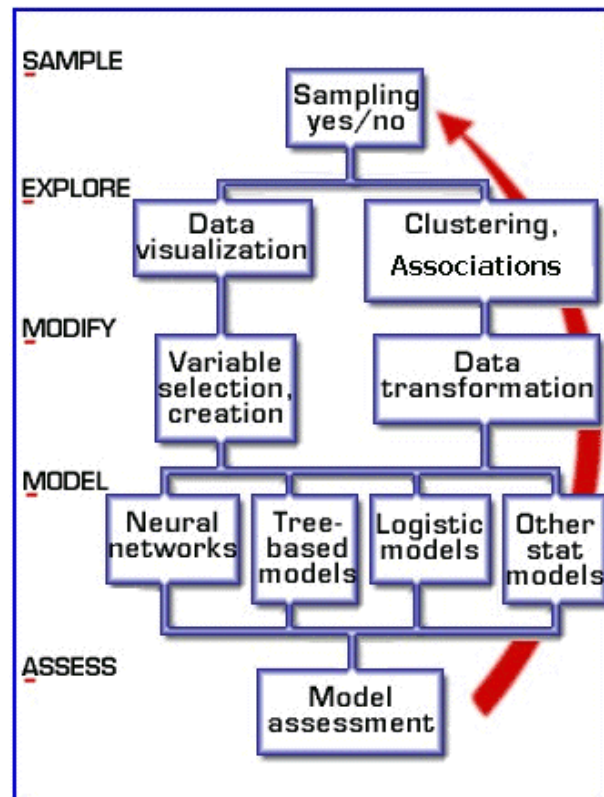 SAMPLE
Sampling
yes/no
EXPLORE
Data
visualization
Clustering,
Associations
MODIFY
Variable
selection,
creation
Data
transformation
MODEL
Neural
networks
Tree-
based
models
Logistic
models
Other
stat
models
ASSESS
Model
assessment